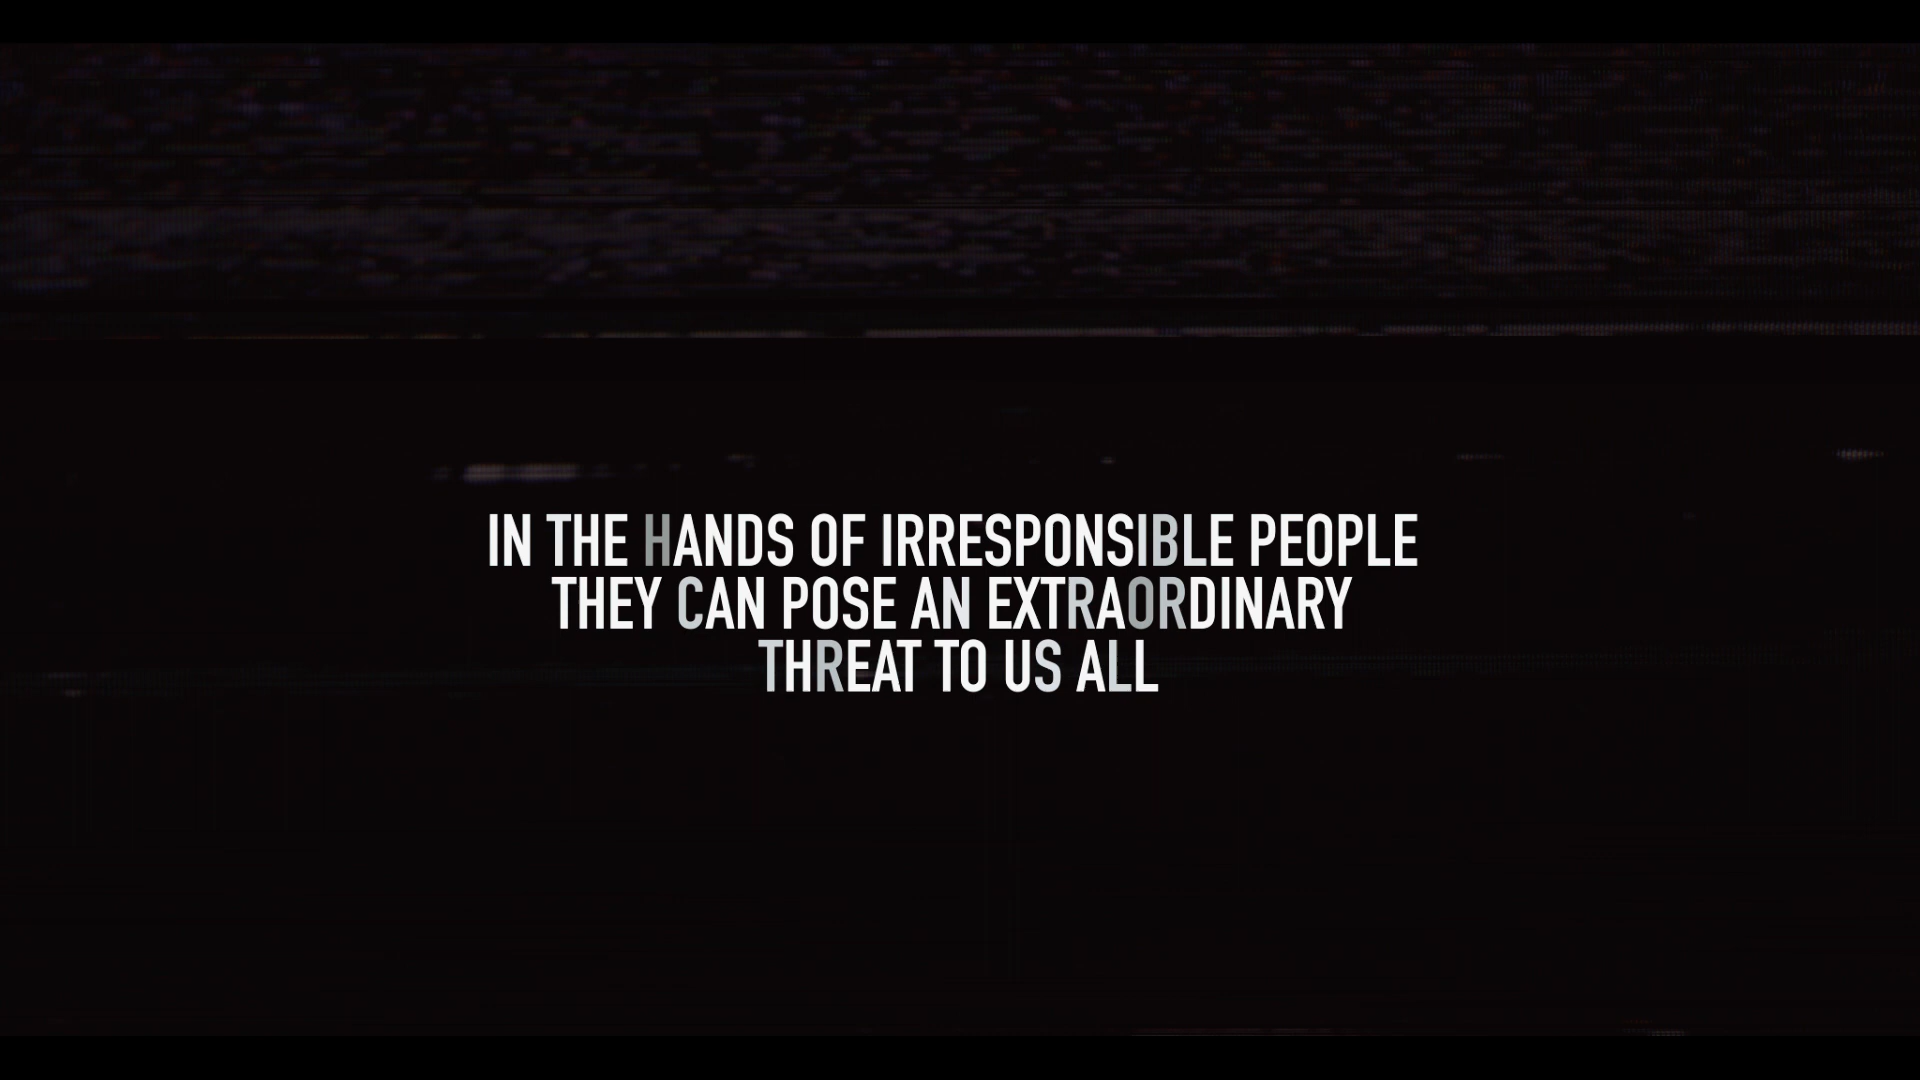 IN THE HANDS OF IRRESPONSIBLE PEOPLE
THEY CAN POSE AN EXTRAORDINARY
THREAT TO US ALL